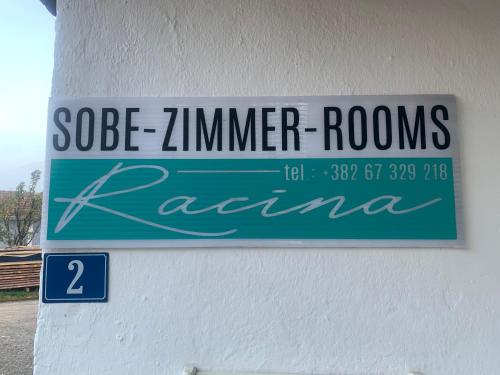 SOBE-ZIMMER-ROOMS
tel : +382 67 329 218
Racina
2